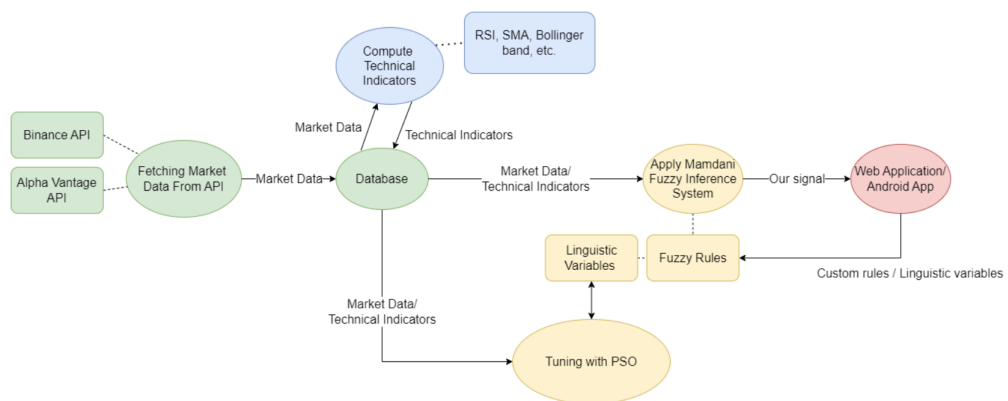 RSI, SMA, Bollinger
band, etc.
Compute
Technical
Indicators
Market Data
Technical Indicators
Binance API
Alpha Vantage
API
Fetching Market
Data From API
Market Data
Database
Market Data/
Technical Indicators
Apply Mamdani
Fuzzy Inference
System
Our signal
Web Application/
Android App
Linguistic
Variables
Fuzzy Rules
Custom rules / Linguistic variables
Market Data/
Technical Indicators
Tuning with PSO